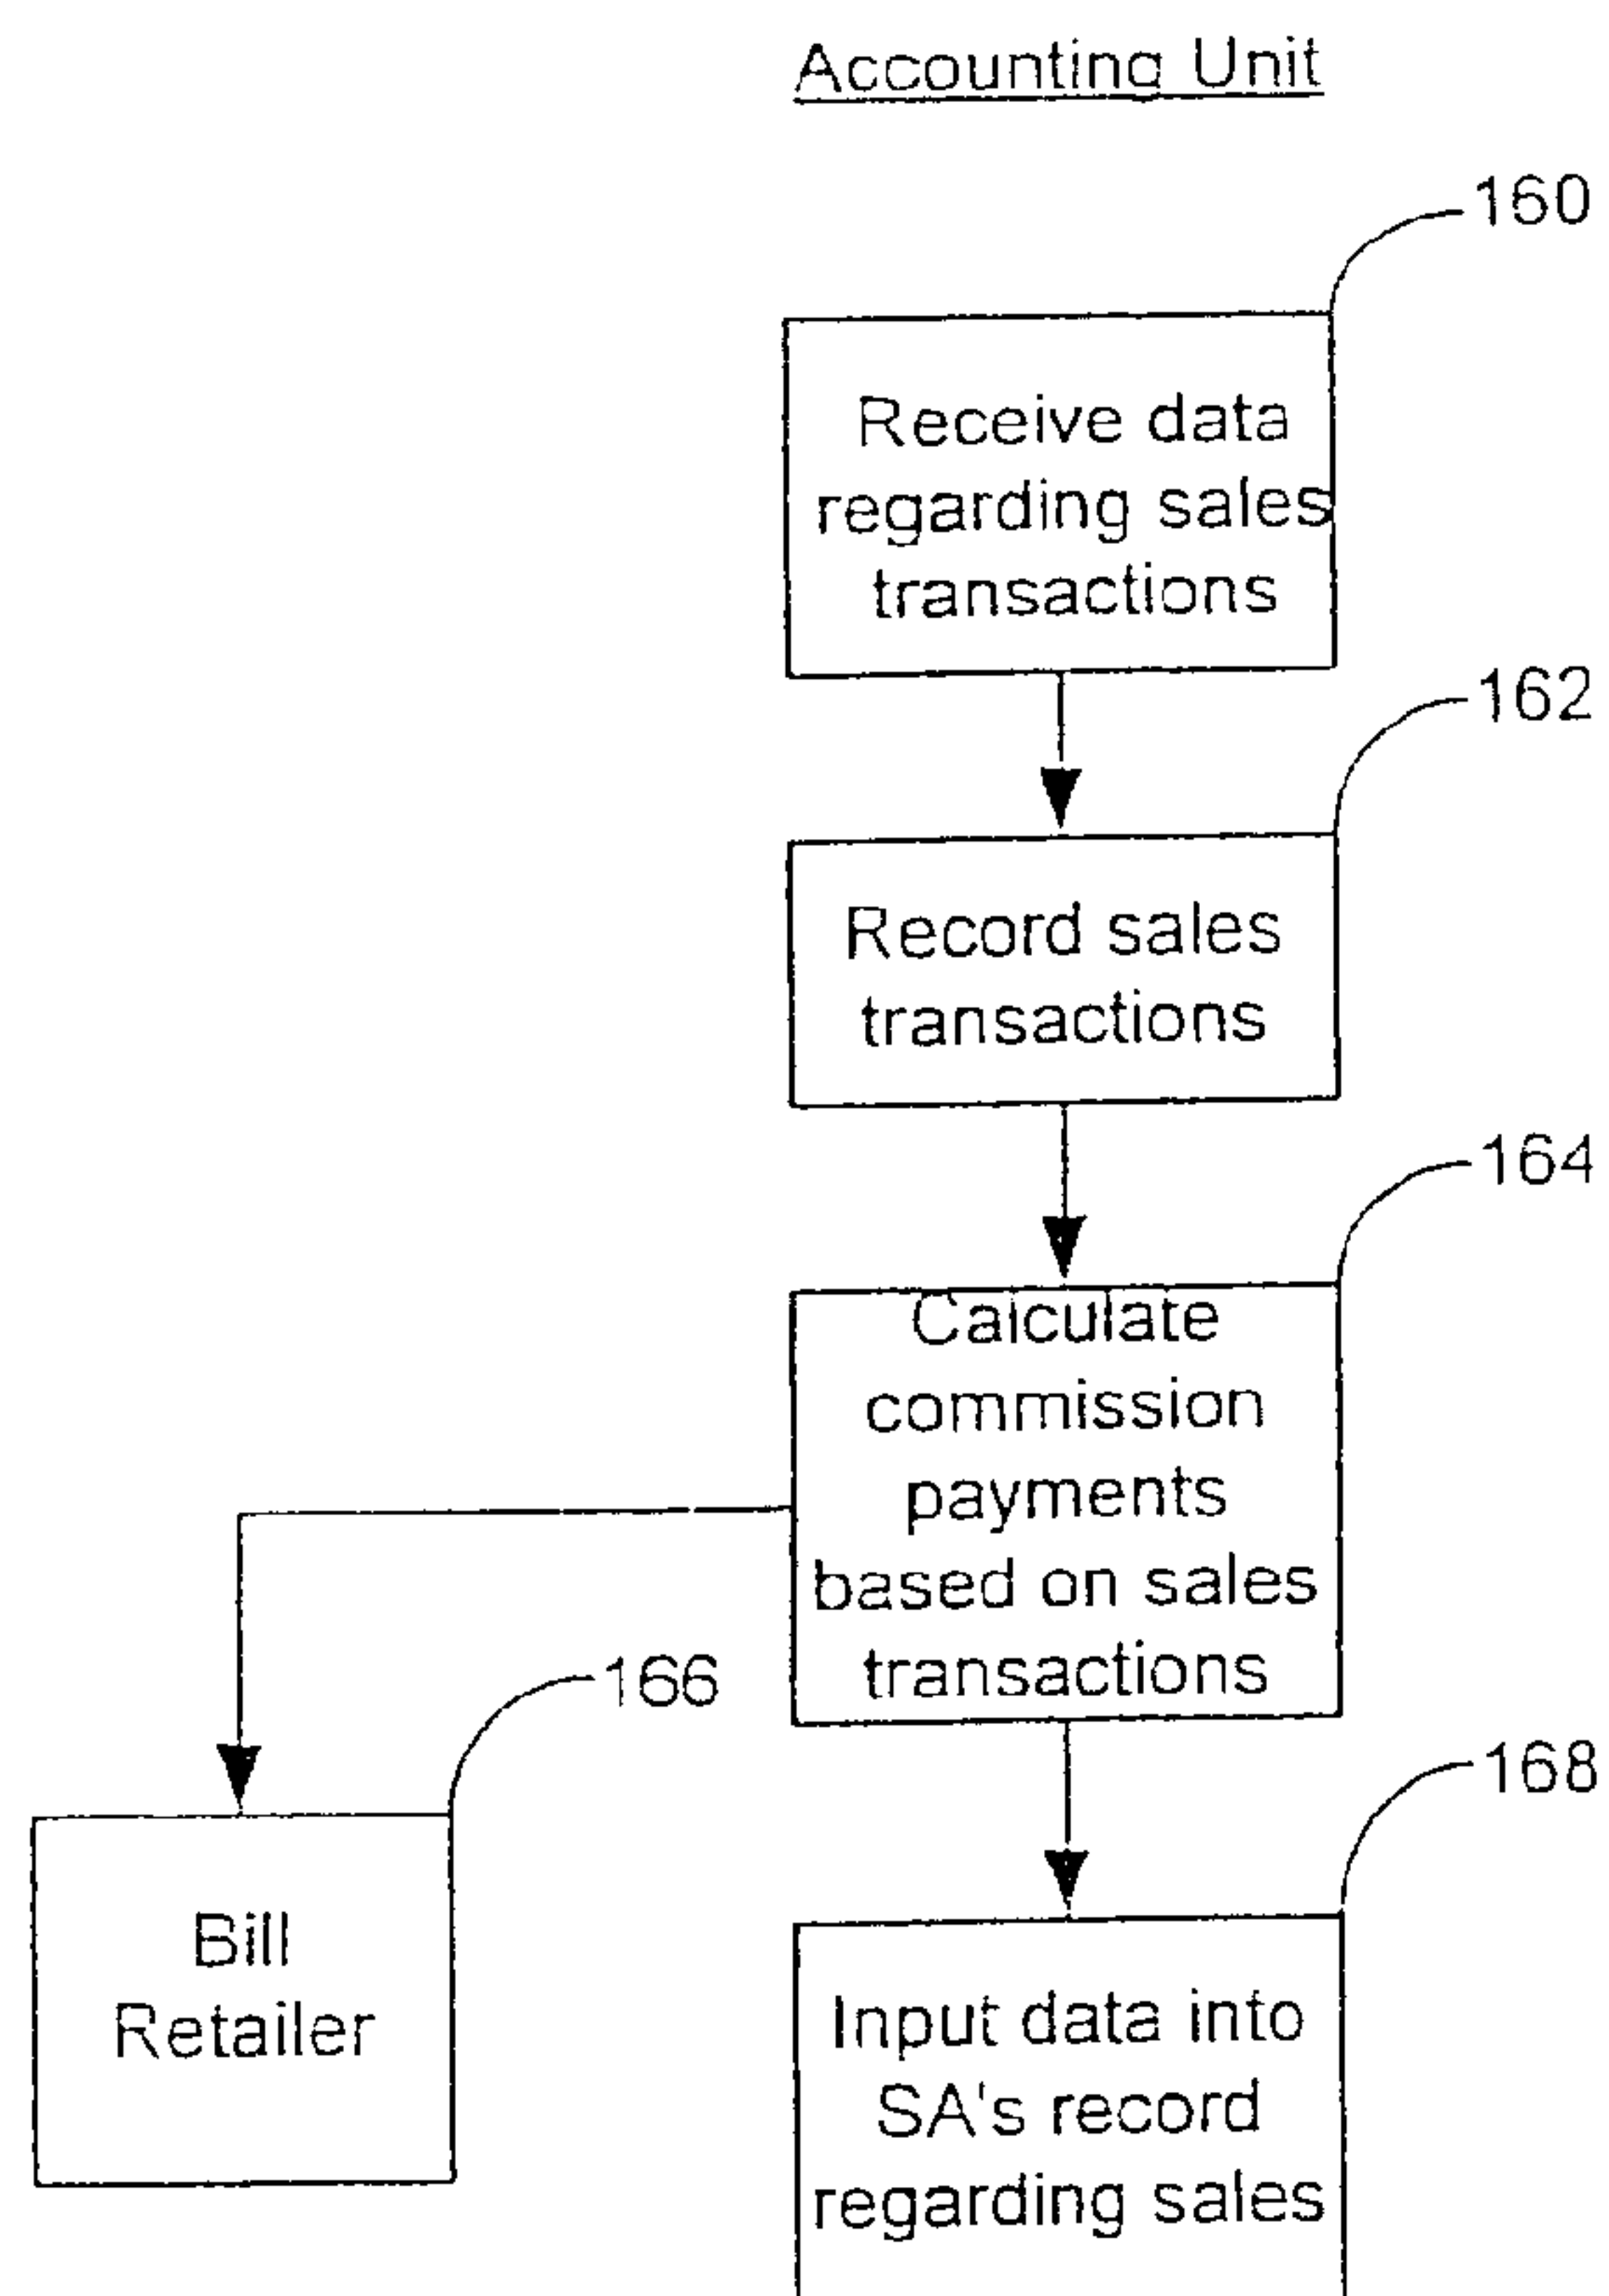 Accounting Unit
160
Receive data
regarding sales
transactions
162
Record sales
transactions
164
Calculate
commission
payments
based on sales
transactions
166
Bill
Retailer
168
Input data into
SA's record
regarding sales